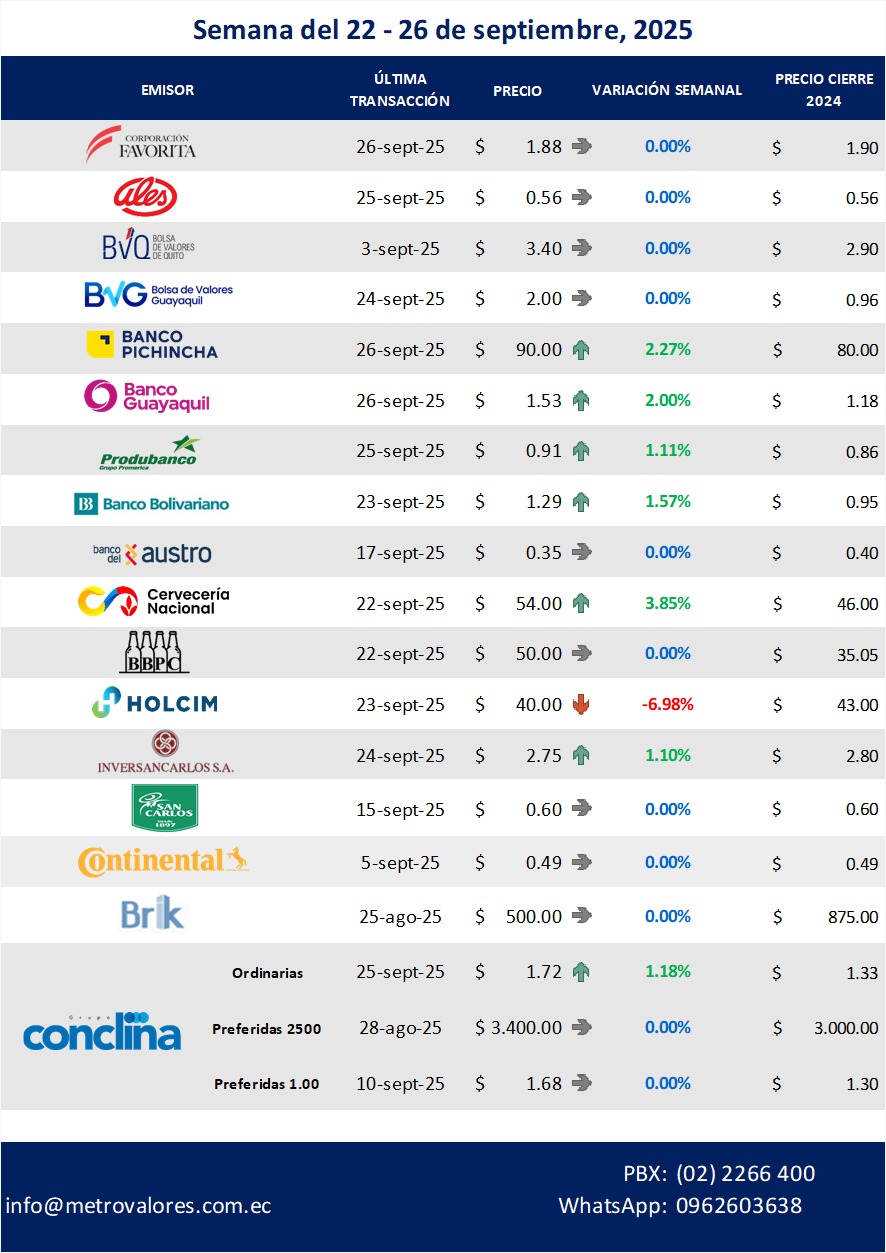 Semana del 22 - 26 de septiembre, 2025
EMISOR ÚLTIMA TRANSACCIÓN PRECIO VARIACIÓN SEMANAL PRECIO CIERRE 2024
CORPORACIÓN FAVORITA 26-sept-25 $ 1.88 0.00% $ 1.90
ales 25-sept-25 $ 0.56 0.00% $ 0.56
BVQ BOLSA DE VALORES DE QUITO 3-sept-25 $ 3.40 0.00% $ 2.90
BVG Bolsa de Valores Guayaquil 24-sept-25 $ 2.00 0.00% $ 0.96
BANCO PICHINCHA 26-sept-25 $ 90.00 2.27% $ 80.00
Banco Guayaquil 26-sept-25 $ 1.53 2.00% $ 1.18
Produbanco Grupo Promerica 25-sept-25 $ 0.91 1.11% $ 0.86
BB Banco Bolivariano 23-sept-25 $ 1.29 1.57% $ 0.95
banco del austro 17-sept-25 $ 0.35 0.00% $ 0.40
Cervecería Nacional 22-sept-25 $ 54.00 3.85% $ 46.00
BBPC 22-sept-25 $ 50.00 0.00% $ 35.05
HOLCIM 23-sept-25 $ 40.00 -6.98% $ 43.00
INVERSANCARLOS S.A. 24-sept-25 $ 2.75 1.10% $ 2.80
SAN CARLOS desde 1897 15-sept-25 $ 0.60 0.00% $ 0.60
Continental 5-sept-25 $ 0.49 0.00% $ 0.49
Brik 25-ago-25 $ 500.00 0.00% $ 875.00
Ordinarias 25-sept-25 $ 1.72 1.18% $ 1.33
Grupo conclina Preferidas 2500 28-ago-25 $ 3.400.00 0.00% $ 3.000.00
Preferidas 1.00 10-sept-25 $ 1.68 0.00% $ 1.30
PBX: (02) 2266 400
info@metrovalores.com.ec WhatsApp: 0962603638